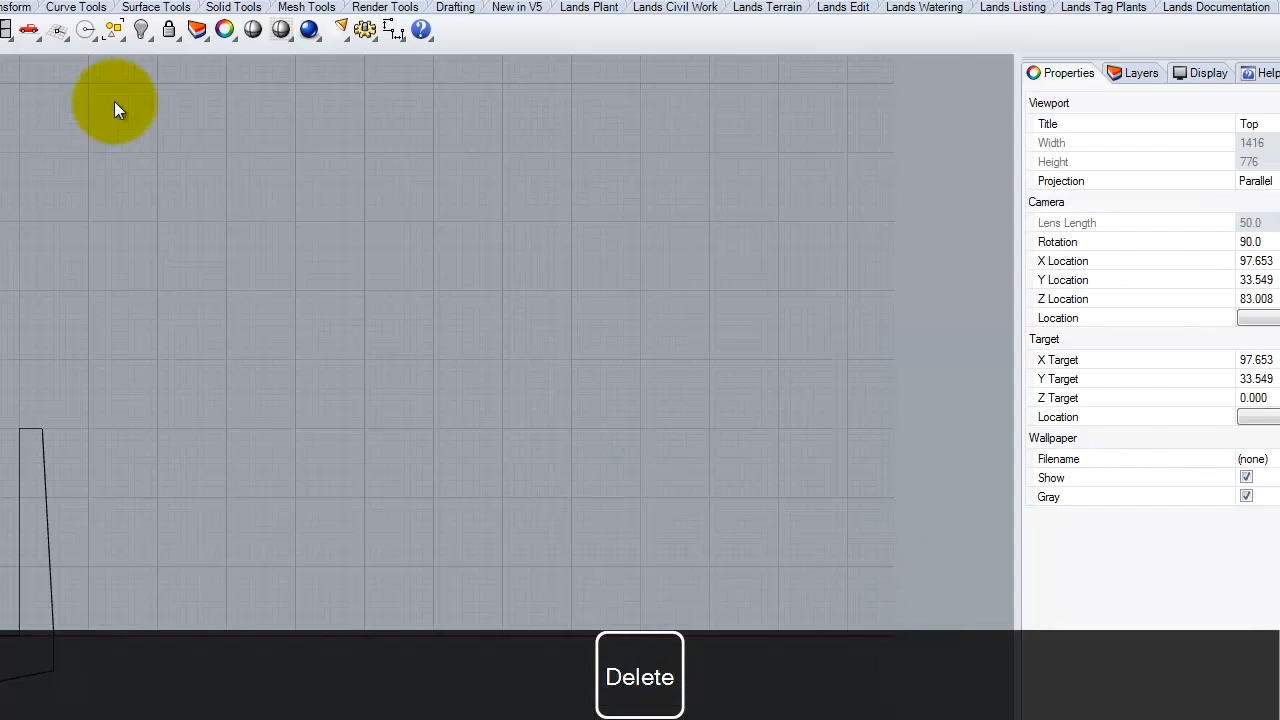 nsform Curve Tools Surface Tools Solid Tools Mesh Tools Render Tools Drafting New in V5 Lands Plant Lands Civil Work Lands Terrain Lands Edit Lands Watering Lands Listing Lands Tag Plants Lands Documentation
Properties Layers Display Help
Viewport
Title Top
Width 1416
Height 776
Projection Parallel
Camera
Lens Length 50.0
Rotation 90.0
X Location 97.653
Y Location 33.549
Z Location 83.008
Location
Target
X Target 97.653
Y Target 33.549
Z Target 0.000
Location
Wallpaper
Filename (none)
Show
Gray
Delete